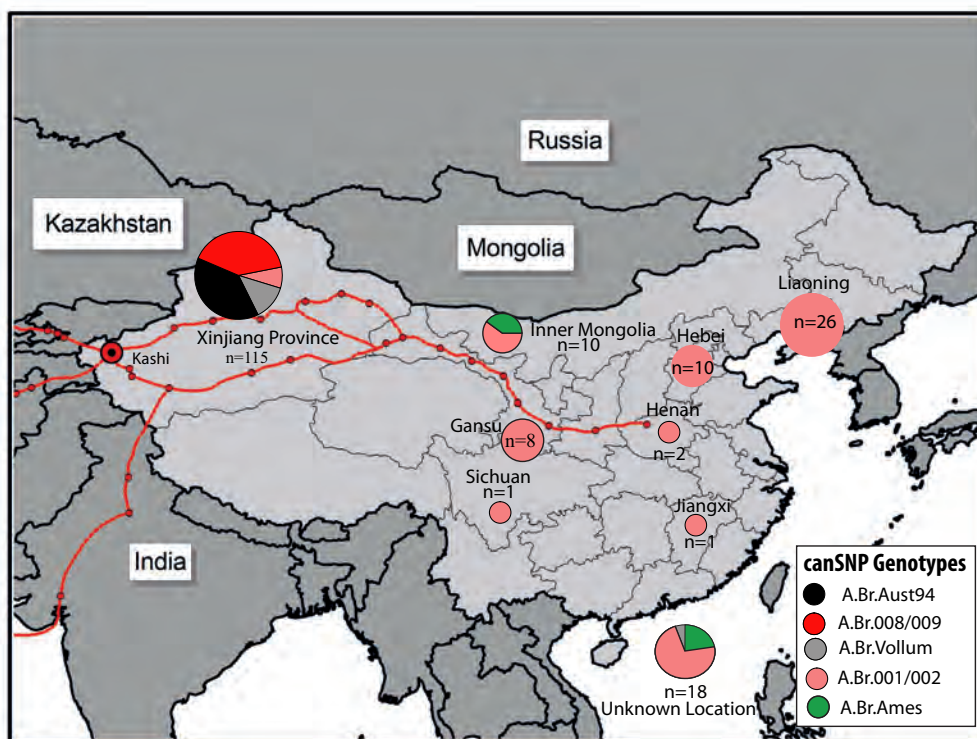 Russia
Kazakhstan
Mongolia
Liaoning
n=26
Xinjiang Province
n=115
Kashi
Inner Mongolia
n=10
Hebei
n=10
Henan
n=2
Gansu
n=8
Sichuan
n=1
Jiangxi
n=1
India
n=18
Unknown Location
canSNP Genotypes
A.Br.Aust94
A.Br.008/009
A.Br.Vollum
A.Br.001/002
A.Br.Ames